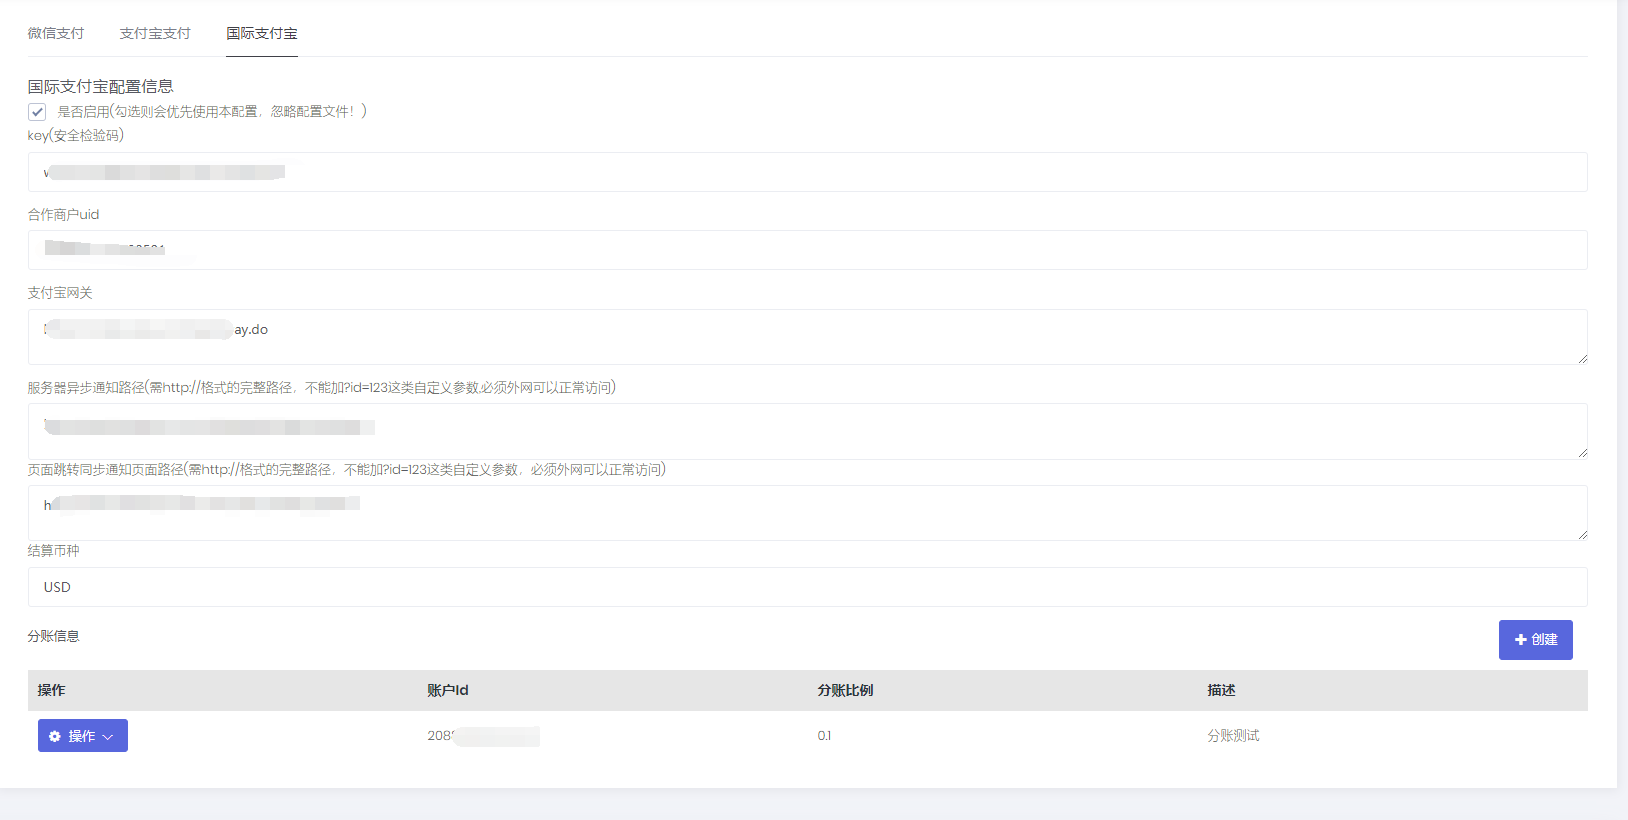 微信支付 支付宝支付 国际支付宝
国际支付宝配置信息
是否启用(勾选则会优先使用本配置，忽略配置文件！)
key(安全检验码)
合作商户uid
支付宝网关
ay.do
服务器异步通知路径(需http://格式的完整路径，不能加?id=123这类自定义参数,必须外网可以正常访问)
页面跳转同步通知页面路径(需http://格式的完整路径，不能加?id=123这类自定义参数，必须外网可以正常访问)
h
结算币种
USD
分账信息
创建
操作 账户Id 分账比例 描述
操作 208 0.1 分账测试